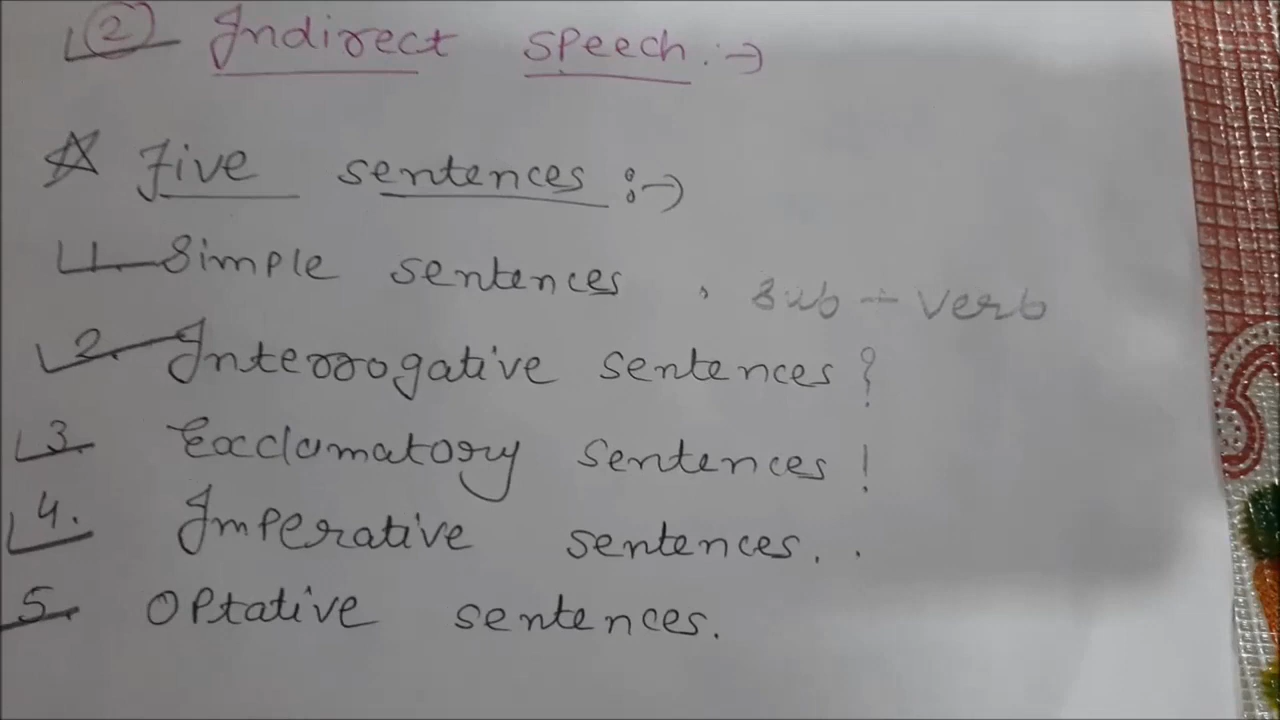 2 Indirect speech :→
☆ Five sentences :→
1. Simple sentences , sub - verb
2. Interrogative sentences ?
3. Exclamatory sentences !
4. Imperative sentences. .
5. Optative sentences.